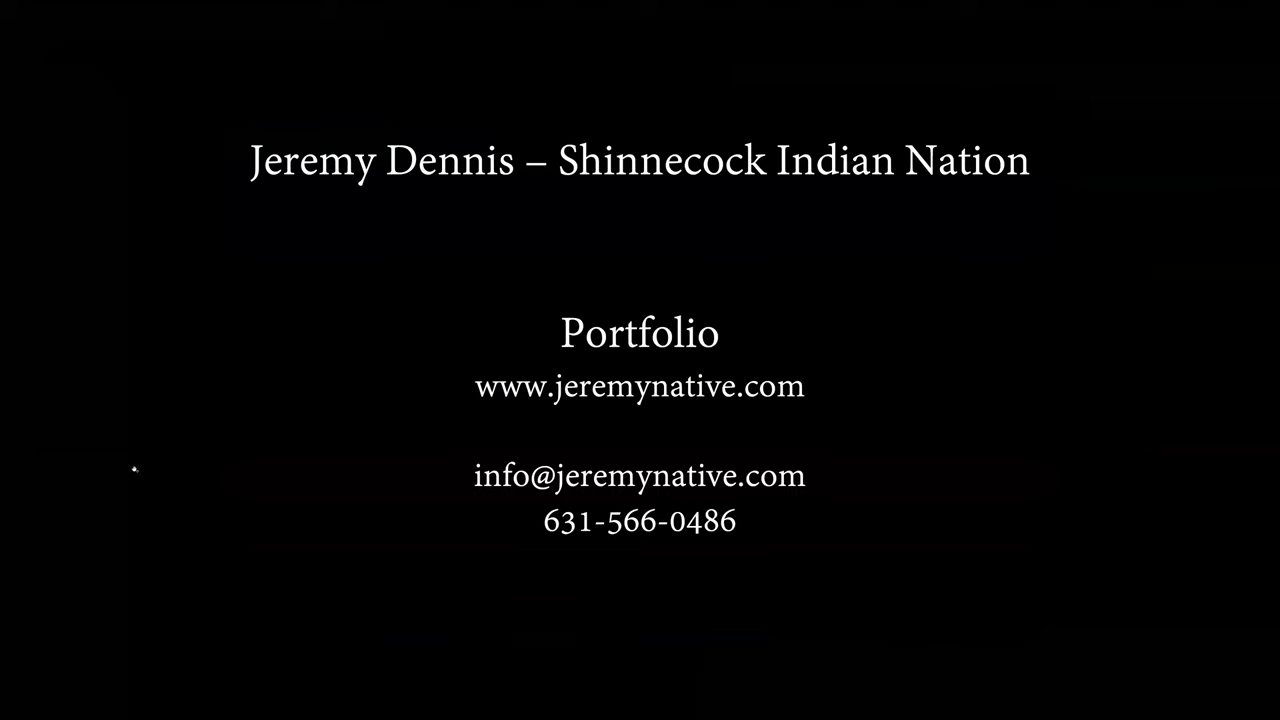 Jeremy Dennis – Shinnecock Indian Nation
Portfolio
www.jeremynative.com
info@jeremynative.com
631-566-0486